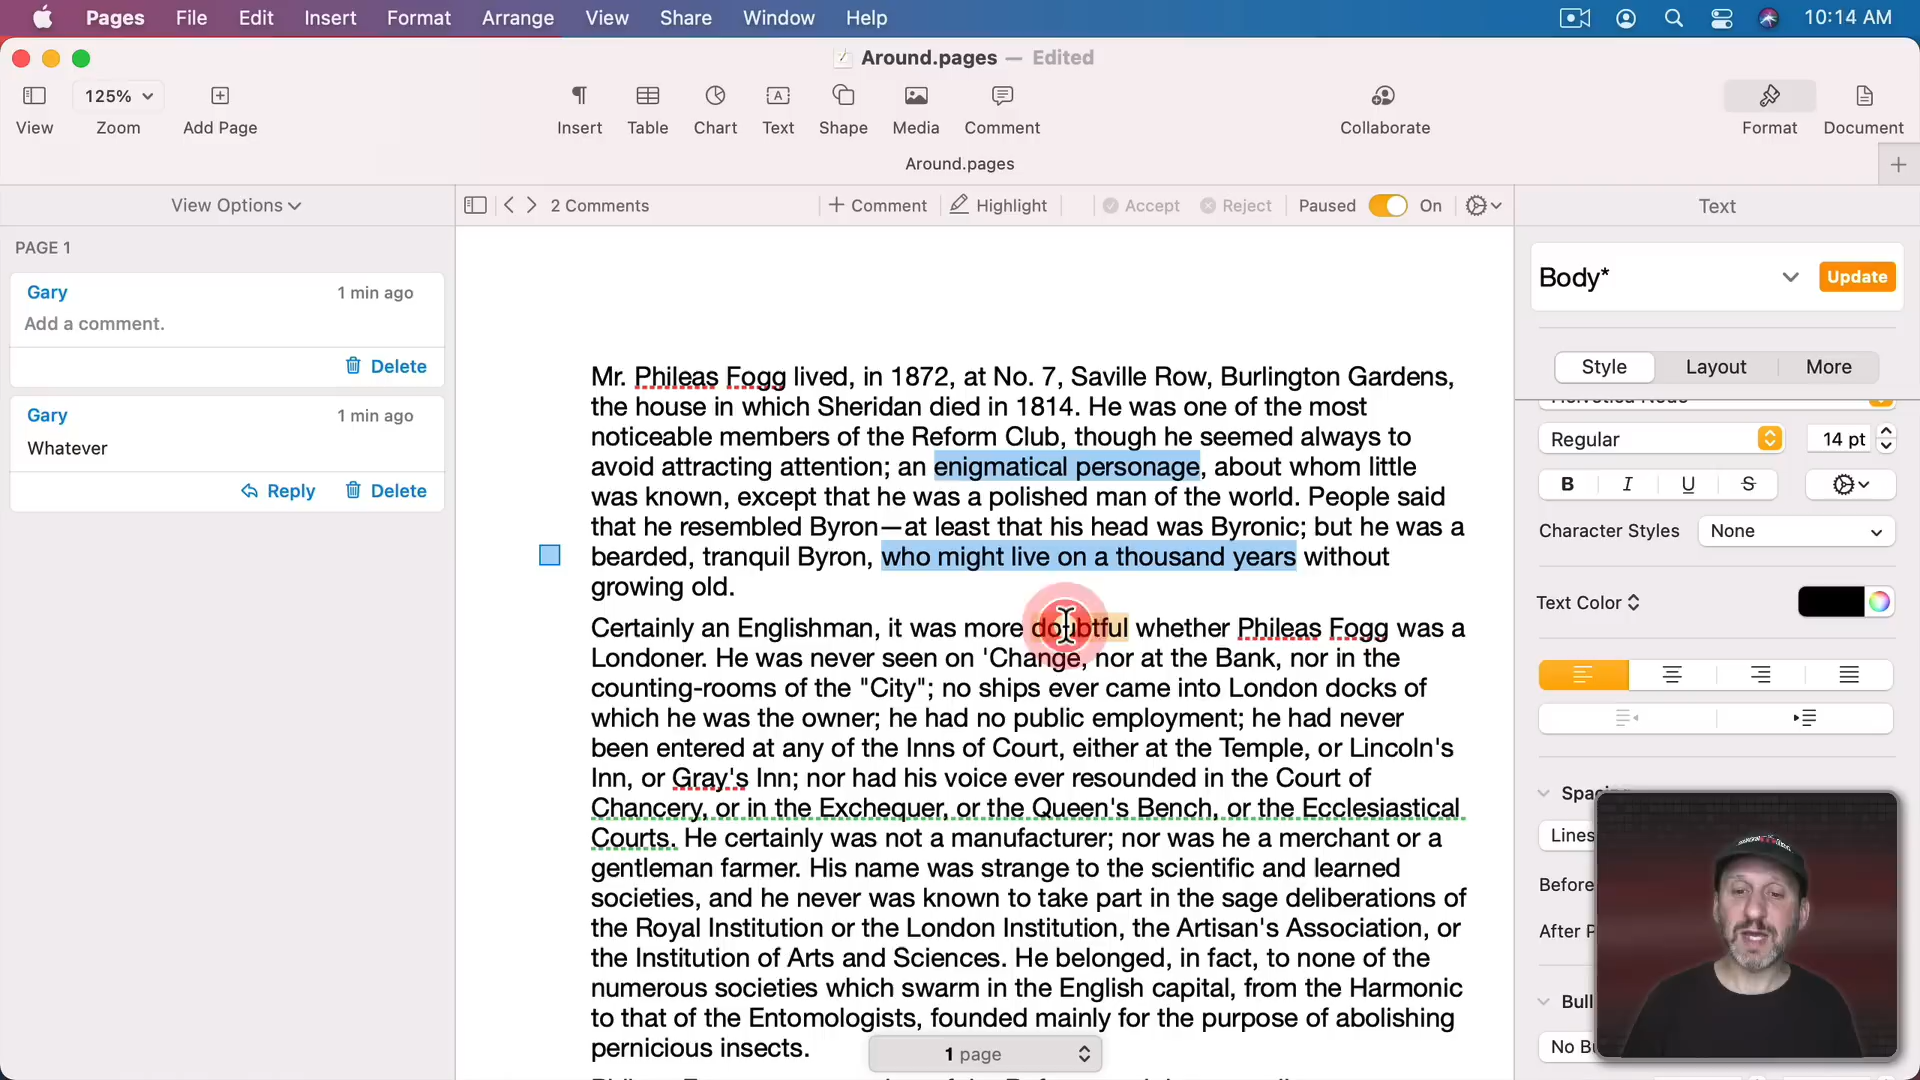 Pages File Edit Insert Format Arrange View Share Window Help 10:14 AM
Around.pages — Edited
125%
View Zoom Add Page Insert Table Chart Text Shape Media Comment Collaborate Format Document
Around.pages
View Options 2 Comments + Comment Highlight Accept Reject Paused On Text
PAGE 1
Gary 1 min ago
Add a comment.
Delete
Gary 1 min ago
Whatever
Reply Delete
Mr. Phileas Fogg lived, in 1872, at No. 7, Saville Row, Burlington Gardens,
the house in which Sheridan died in 1814. He was one of the most
noticeable members of the Reform Club, though he seemed always to
avoid attracting attention; an enigmatical personage, about whom little
was known, except that he was a polished man of the world. People said
that he resembled Byron—at least that his head was Byronic; but he was a
bearded, tranquil Byron, who might live on a thousand years without
growing old.
Certainly an Englishman, it was more doubtful whether Phileas Fogg was a
Londoner. He was never seen on 'Change, nor at the Bank, nor in the
counting-rooms of the "City"; no ships ever came into London docks of
which he was the owner; he had no public employment; he had never
been entered at any of the Inns of Court, either at the Temple, or Lincoln's
Inn, or Gray's Inn; nor had his voice ever resounded in the Court of
Chancery, or in the Exchequer, or the Queen's Bench, or the Ecclesiastical
Courts. He certainly was not a manufacturer; nor was he a merchant or a
gentleman farmer. His name was strange to the scientific and learned
societies, and he never was known to take part in the sage deliberations of
the Royal Institution or the London Institution, the Artisan's Association, or
the Institution of Arts and Sciences. He belonged, in fact, to none of the
numerous societies which swarm in the English capital, from the Harmonic
to that of the Entomologists, founded mainly for the purpose of abolishing
pernicious insects.
1 page
Body* Update
Style Layout More
Regular 14 pt
B I U S
Character Styles None
Text Color
Lines
Before
After